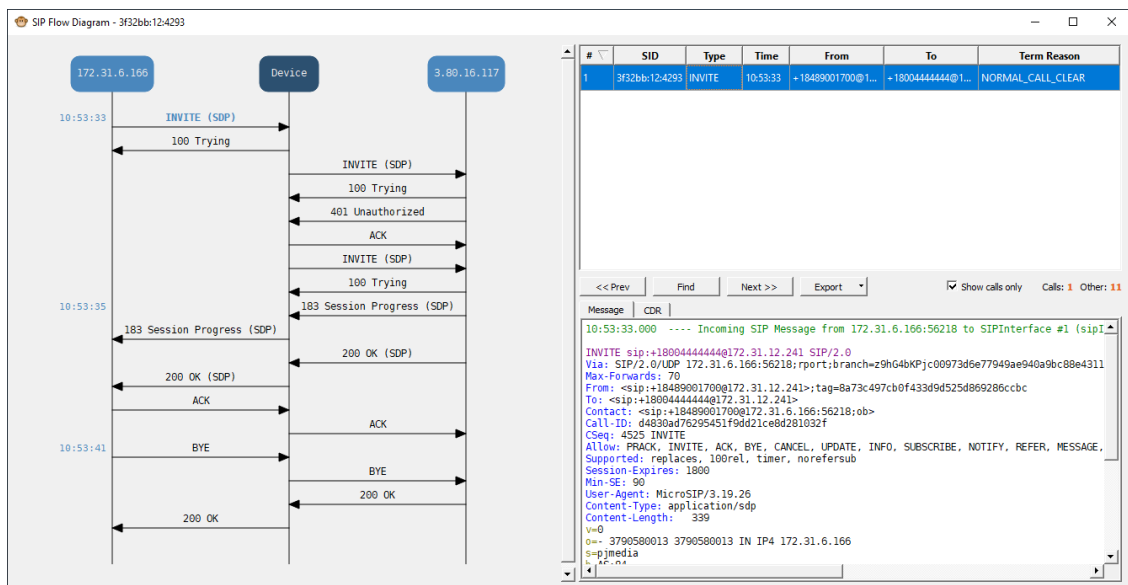 SIP Flow Diagram - 3f32bb:12:4293
172.31.6.166 Device 3.80.16.117
10:53:33 INVITE (SDP)
100 Trying
INVITE (SDP)
100 Trying
401 Unauthorized
ACK
INVITE (SDP)
100 Trying
10:53:35 183 Session Progress (SDP)
183 Session Progress (SDP)
200 OK (SDP)
200 OK (SDP)
ACK
ACK
10:53:41 BYE
BYE
200 OK
200 OK
# SID Type Time From To Term Reason
1 3f32bb:12:4293 INVITE 10:53:33 +18489001700@1... +18004444444@1... NORMAL_CALL_CLEAR
<< Prev Find Next >> Export Show calls only Calls: 1 Other: 11
Message CDR
10:53:33.000 ---- Incoming SIP Message from 172.31.6.166:56218 to SIPInterface #1 (sipI
INVITE sip:+18004444444@172.31.12.241 SIP/2.0
Via: SIP/2.0/UDP 172.31.6.166:56218;rport;branch=z9hG4bKPjc00973d6e77949ae940a9bc88e4311
Max-Forwards: 70
From: <sip:+18489001700@172.31.12.241>;tag=8a73c497cb0f433d9d525d869286ccbc
To: <sip:+18004444444@172.31.12.241>
Contact: <sip:+18489001700@172.31.6.166:56218;ob>
Call-ID: d4830ad76295451f9dd21ce8d281032f
CSeq: 4525 INVITE
Allow: PRACK, INVITE, ACK, BYE, CANCEL, UPDATE, INFO, SUBSCRIBE, NOTIFY, REFER, MESSAGE,
Supported: replaces, 100rel, timer, norefersub
Session-Expires: 1800
Min-SE: 90
User-Agent: MicroSIP/3.19.26
Content-Type: application/sdp
Content-Length: 339
v=0
o=- 3790580013 3790580013 IN IP4 172.31.6.166
s=pjmedia
b=AS:84